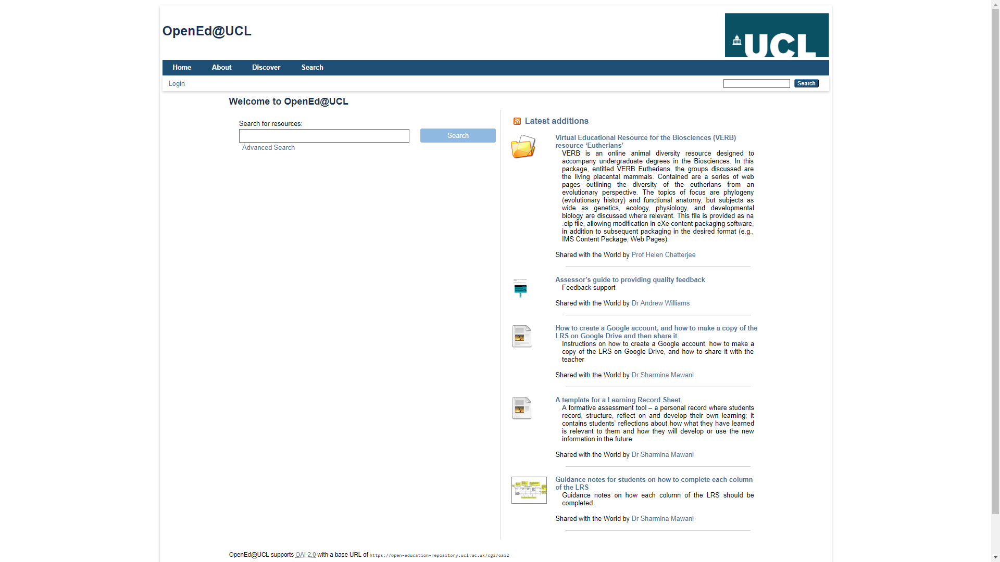 OpenEd@UCL
UCL
Home About Discover Search
Login
Search
Welcome to OpenEd@UCL
Search for resources:
Search
Advanced Search
Latest additions
Virtual Educational Resource for the Biosciences (VERB)
resource ‘Eutherians’
VERB is an online animal diversity resource designed to
accompany undergraduate degrees in the Biosciences. In this
package, entitled VERB Eutherians, the groups discussed are
the living placental mammals. Contained are a series of web
pages outlining the diversity of the eutherians from an
evolutionary perspective. The topics of focus are phylogeny
(evolutionary history) and functional anatomy, but subjects as
wide as genetics, ecology, physiology, and developmental
biology are discussed where relevant. This file is provided as na
.elp file, allowing modification in eXe content packaging software,
in addition to subsequent packaging in the desired format (e.g.,
IMS Content Package, Web Pages).
Shared with the World by Prof Helen Chatterjee
Assessor’s guide to providing quality feedback
Feedback support
Shared with the World by Dr Andrew Williams
How to create a Google account, and how to make a copy of the
LRS on Google Drive and then share it
Instructions on how to create a Google account, how to make a
copy of the LRS on Google Drive, and how to share it with the
teacher
Shared with the World by Dr Sharmina Mawani
A template for a Learning Record Sheet
A formative assessment tool – a personal record where students
record, structure, reflect on and develop their own learning; it
contains students’ reflections about how what they have learned
is relevant to them and how they will develop or use the new
information in the future
Shared with the World by Dr Sharmina Mawani
Guidance notes for students on how to complete each column
of the LRS
Guidance notes on how each column of the LRS should be
completed.
Shared with the World by Dr Sharmina Mawani
OpenEd@UCL supports OAI 2.0 with a base URL of https://open-education-repository.ucl.ac.uk/cgi/oai2